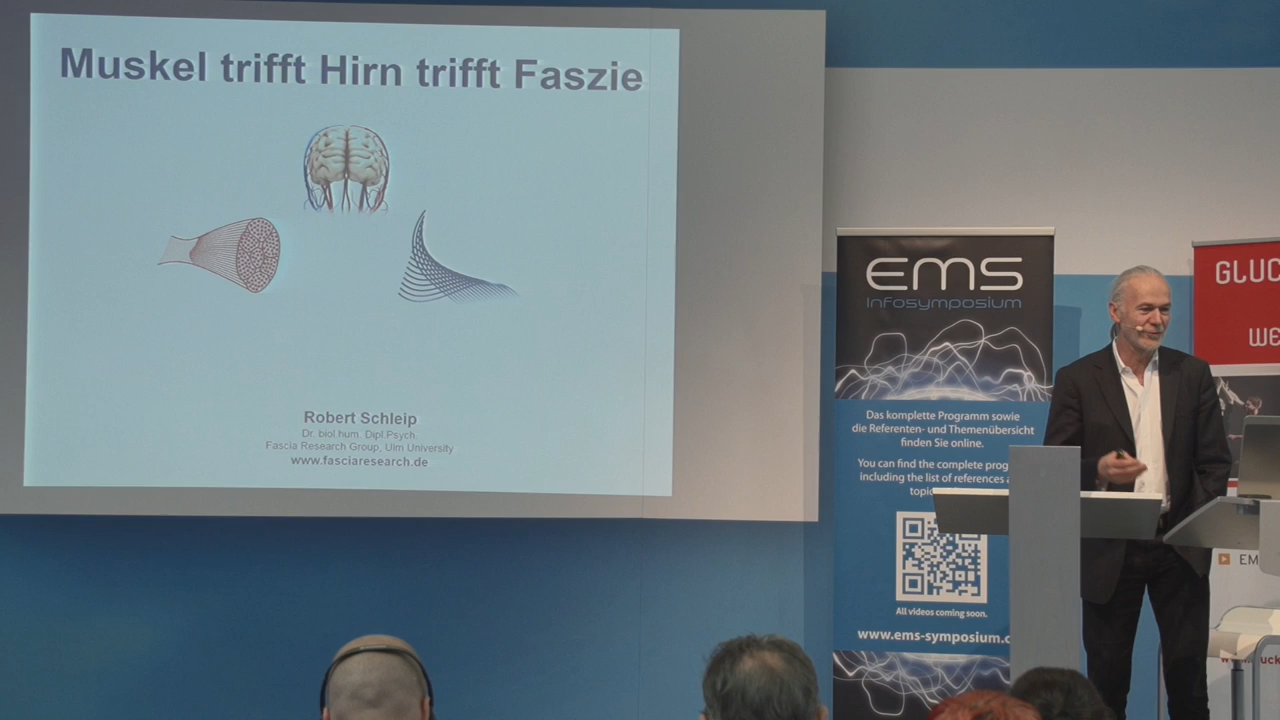 Muskel trifft Hirn trifft Faszie
Robert Schleip
Dr. biol.hum. Dipl.Psych.
Fascia Research Group, Ulm University
www.fasciaresearch.de
EMS
Infosymposium
Das komplette Programm sowie
die Referenten- und Themenübersicht
finden Sie online.
You can find the complete prog
including the list of references a
topic
All videos coming soon.
www.ems-symposium.c
GLUC
WE
EM